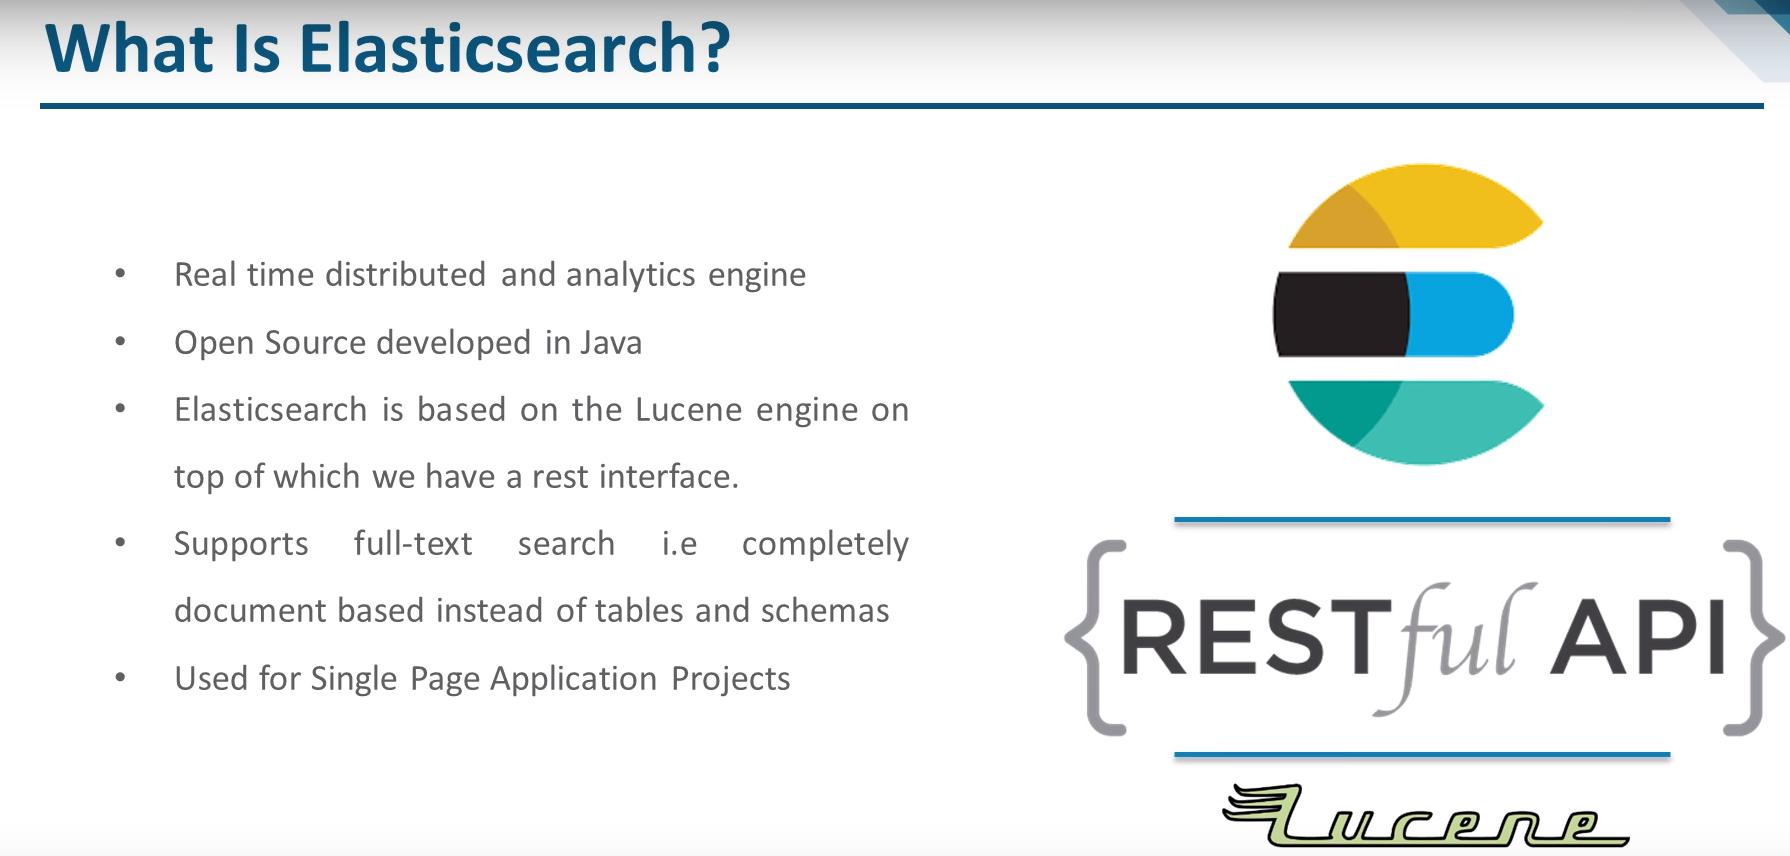 What Is Elasticsearch?
• Real time distributed and analytics engine
• Open Source developed in Java
• Elasticsearch is based on the Lucene engine on
top of which we have a rest interface.
• Supports full-text search i.e completely
document based instead of tables and schemas
• Used for Single Page Application Projects
{RESTful API}
Lucene